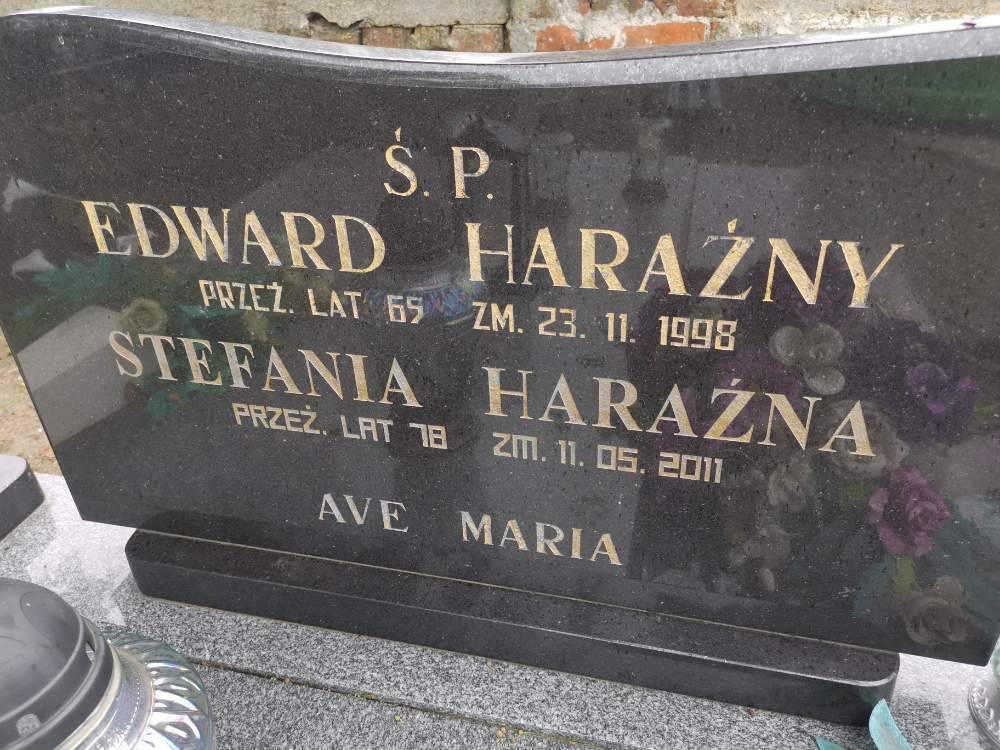 Ś. P.
EDWARD HARAŹNY
PRZEŻ. LAT 69 ZM. 23. 11. 1998
STEFANIA HARAŹNA
PRZEŻ. LAT 78 ZM. 11. 05. 2011
AVE MARIA